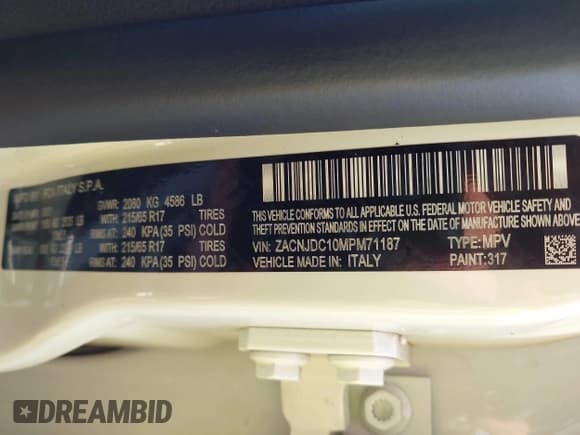 MFD BY: FCA ITALY S.P.A.
GVWR: 2080 KG 4586 LB
WITH: 215/65 R17 TIRES
RIMS AT: 240 KPA(35 PSI) COLD
WITH: 215/65 R17 TIRES
RIMS AT: 240 KPA(35 PSI) COLD
THIS VEHICLE CONFORMS TO ALL APPLICABLE U.S. FEDERAL MOTOR VEHICLE SAFETY AND
THEFT PREVENTION STANDARDS IN EFFECT ON THE DATE OF MANUFACTURE SHOWN ABOVE
VIN: ZACNJDC10MPM71187 TYPE: MPV
VEHICLE MADE IN: ITALY PAINT:317
DREAMBID